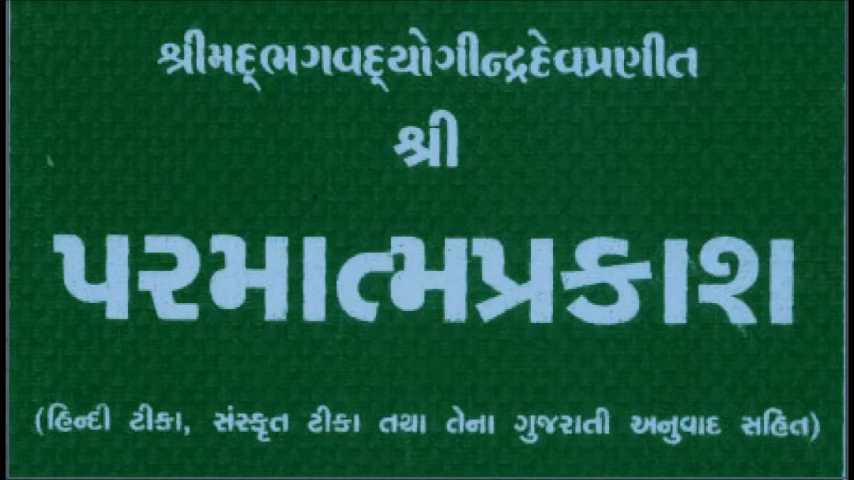 શ્રીમદ્‌ભગવદ્‌યોગીન્દ્રદેવપ્રણીત
શ્રી
પરમાત્મપ્રકાશ
(હિન્દી ટીકા, સંસ્કૃત ટીકા તથા તેના ગુજરાતી અનુવાદ સહિત)